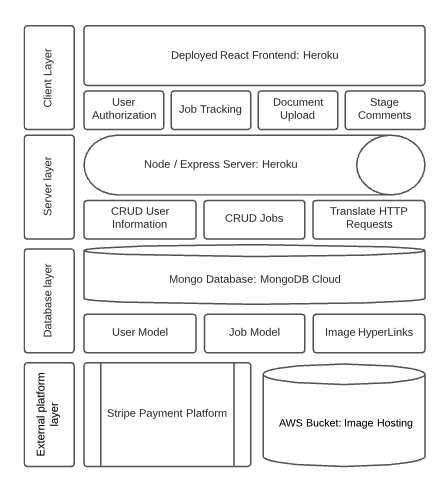 Client Layer
Deployed React Frontend: Heroku
User
Authorization
Job Tracking
Document
Upload
Stage
Comments
Server layer
Node / Express Server: Heroku
CRUD User
Information
CRUD Jobs
Translate HTTP
Requests
Database layer
Mongo Database: MongoDB Cloud
User Model
Job Model
Image HyperLinks
External platform
layer
Stripe Payment Platform
AWS Bucket: Image Hosting